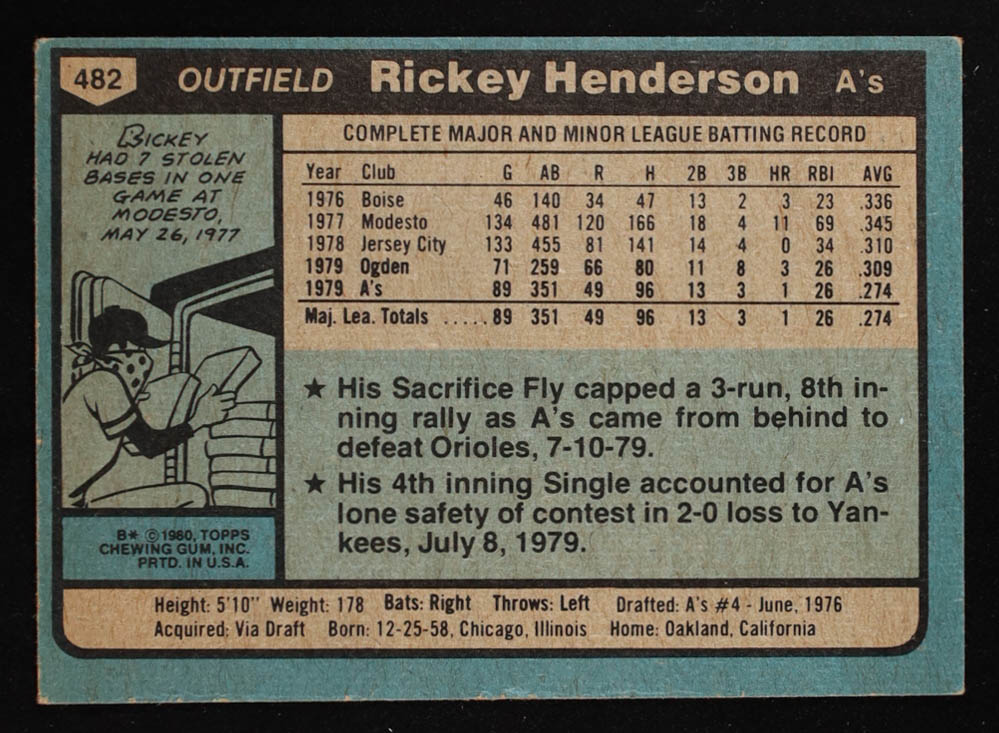 482 OUTFIELD Rickey Henderson A's
RICKEY
HAD 7 STOLEN
BASES IN ONE
GAME AT
MODESTO,
MAY 26, 1977
COMPLETE MAJOR AND MINOR LEAGUE BATTING RECORD
Year Club G AB R H 2B 3B HR RBI AVG
1976 Boise 46 140 34 47 13 2 3 23 .336
1977 Modesto 134 481 120 166 18 4 11 69 .345
1978 Jersey City 133 455 81 141 14 4 0 34 .310
1979 Ogden 71 259 66 80 11 8 3 26 .309
1979 A's 89 351 49 96 13 3 1 26 .274
Maj. Lea. Totals ..... 89 351 49 96 13 3 1 26 .274
★ His Sacrifice Fly capped a 3-run, 8th in-
ning rally as A's came from behind to
defeat Orioles, 7-10-79.
★ His 4th inning Single accounted for A's
lone safety of contest in 2-0 loss to Yan-
kees, July 8, 1979.
B* © 1980, TOPPS
CHEWING GUM, INC.
PRTD. IN U.S.A.
Height: 5'10" Weight: 178 Bats: Right Throws: Left Drafted: A's #4 - June, 1976
Acquired: Via Draft Born: 12-25-58, Chicago, Illinois Home: Oakland, California